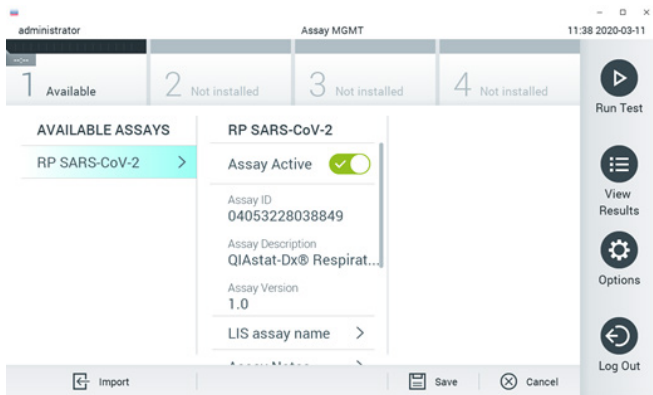 administrator Assay MGMT 11:38 2020-03-11
1 Available 2 Not installed 3 Not installed 4 Not installed
Run Test
AVAILABLE ASSAYS
RP SARS-CoV-2
RP SARS-CoV-2
Assay Active
Assay ID
04053228038849
Assay Description
QIAstat-Dx® Respirat...
Assay Version
1.0
LIS assay name
Assay Notes
View
Results
Options
Log Out
Import
Save
Cancel